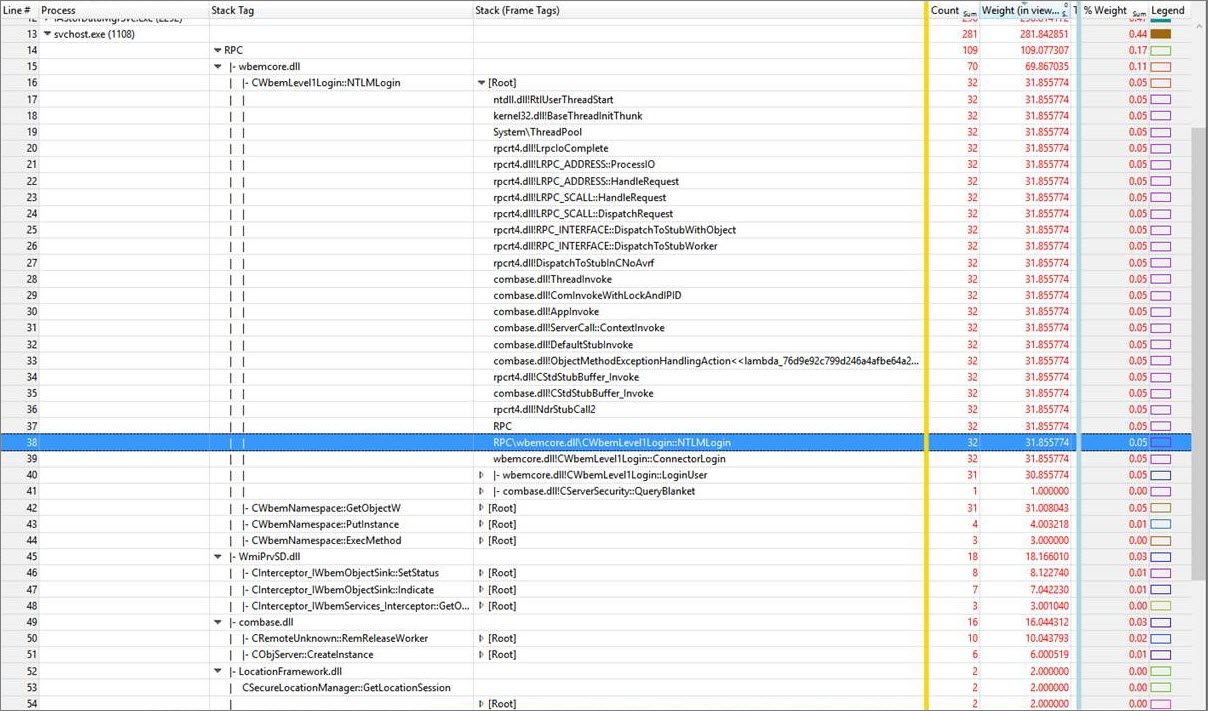 Line # Process Stack Tag Stack (Frame Tags) Count Sum Weight (in view... % Weight Sum Legend
13 svchost.exe (1108) 281 281.842851 0.44
14 RPC 109 109.077307 0.17
15 |- wbemcore.dll 70 69.867035 0.11
16 | |- CWbemLevel1Login::NTLMLogin [Root] 32 31.855774 0.05
17 | | ntdll.dll!RtlUserThreadStart 32 31.855774 0.05
18 | | kernel32.dll!BaseThreadInitThunk 32 31.855774 0.05
19 | | System\ThreadPool 32 31.855774 0.05
20 | | rpcrt4.dll!LrpcIoComplete 32 31.855774 0.05
21 | | rpcrt4.dll!LRPC_ADDRESS::ProcessIO 32 31.855774 0.05
22 | | rpcrt4.dll!LRPC_ADDRESS::HandleRequest 32 31.855774 0.05
23 | | rpcrt4.dll!LRPC_SCALL::HandleRequest 32 31.855774 0.05
24 | | rpcrt4.dll!LRPC_SCALL::DispatchRequest 32 31.855774 0.05
25 | | rpcrt4.dll!RPC_INTERFACE::DispatchToStubWithObject 32 31.855774 0.05
26 | | rpcrt4.dll!RPC_INTERFACE::DispatchToStubWorker 32 31.855774 0.05
27 | | rpcrt4.dll!DispatchToStubInCNoAvrf 32 31.855774 0.05
28 | | combase.dll!ThreadInvoke 32 31.855774 0.05
29 | | combase.dll!ComInvokeWithLockAndIPID 32 31.855774 0.05
30 | | combase.dll!AppInvoke 32 31.855774 0.05
31 | | combase.dll!ServerCall::ContextInvoke 32 31.855774 0.05
32 | | combase.dll!DefaultStubInvoke 32 31.855774 0.05
33 | | combase.dll!ObjectMethodExceptionHandlingAction<<lambda_76d9e92c799d246a4afbe64a2... 32 31.855774 0.05
34 | | rpcrt4.dll!CStdStubBuffer_Invoke 32 31.855774 0.05
35 | | combase.dll!CStdStubBuffer_Invoke 32 31.855774 0.05
36 | | rpcrt4.dll!NdrStubCall2 32 31.855774 0.05
37 | | RPC 32 31.855774 0.05
38 | | RPC\wbemcore.dll\CWbemLevel1Login::NTLMLogin 32 31.855774 0.05
39 | | wbemcore.dll!CWbemLevel1Login::ConnectorLogin 32 31.855774 0.05
40 | | |- wbemcore.dll!CWbemLevel1Login::LoginUser 31 30.855774 0.05
41 | | |- combase.dll!CServerSecurity::QueryBlanket 1 1.000000 0.00
42 | |- CWbemNamespace::GetObjectW [Root] 31 31.008043 0.05
43 | |- CWbemNamespace::PutInstance [Root] 4 4.003218 0.01
44 | |- CWbemNamespace::ExecMethod [Root] 3 3.000000 0.00
45 |- WmiPrvSD.dll 18 18.166010 0.03
46 | |- CInterceptor_IWbemObjectSink::SetStatus [Root] 8 8.122740 0.01
47 | |- CInterceptor_IWbemObjectSink::Indicate [Root] 7 7.042230 0.01
48 | |- CInterceptor_IWbemServices_Interceptor::GetO... [Root] 3 3.001040 0.00
49 |- combase.dll 16 16.044312 0.03
50 | |- CRemoteUnknown::RemReleaseWorker [Root] 10 10.043793 0.02
51 | |- CObjServer::CreateInstance [Root] 6 6.000519 0.01
52 |- LocationFramework.dll 2 2.000000 0.00
53 | CSecureLocationManager::GetLocationSession 2 2.000000 0.00
54 | [Root] 2 2.000000 0.00